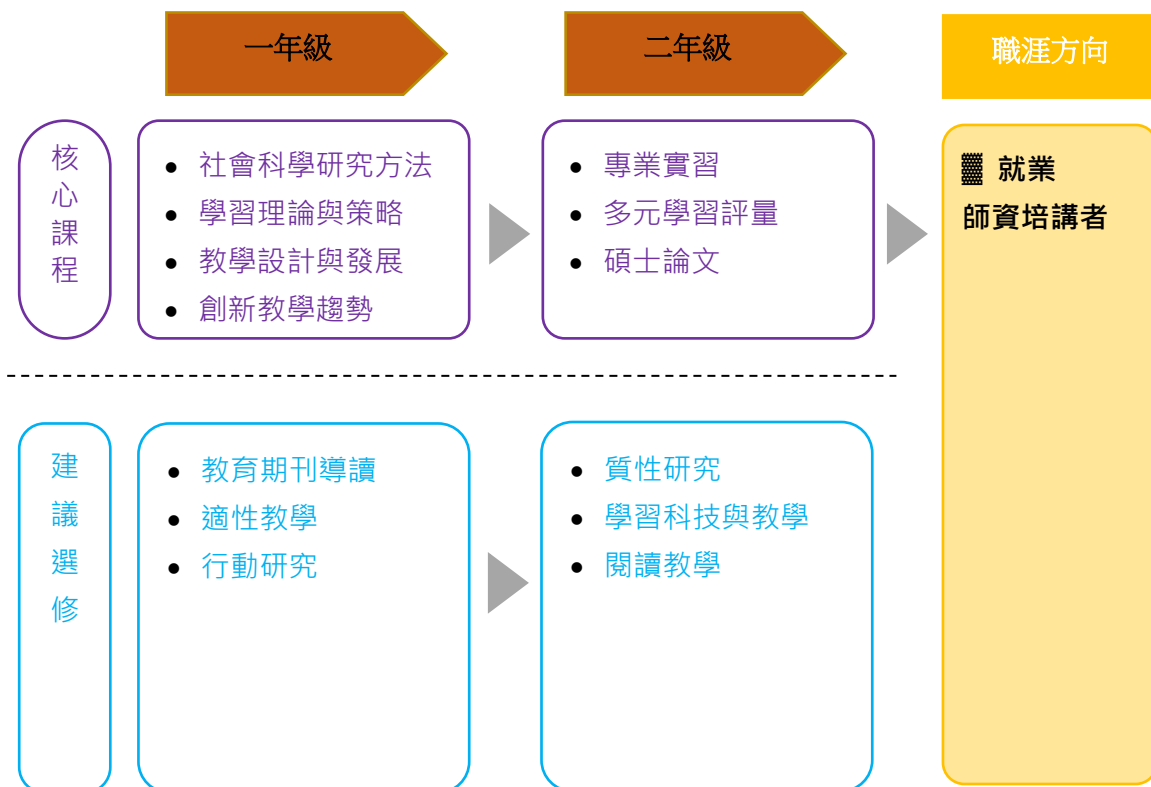 一年級
二年級
職涯方向
核心課程
● 社會科學研究方法
● 學習理論與策略
● 教學設計與發展
● 創新教學趨勢
● 專業實習
● 多元學習評量
● 碩士論文
▓ 就業
師資培講者
建議選修
● 教育期刊導讀
● 適性教學
● 行動研究
● 質性研究
● 學習科技與教學
● 閱讀教學